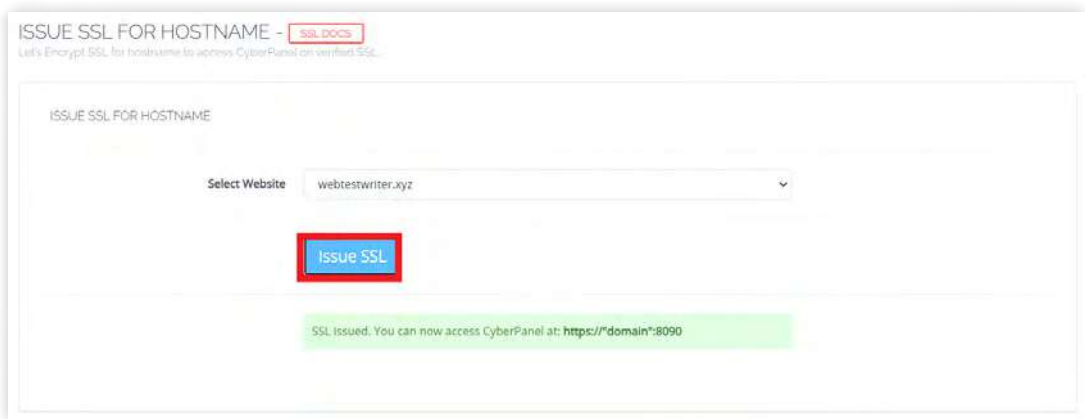 ISSUE SSL FOR HOSTNAME - SSL DOCS
Let's Encrypt SSL for hostname to access CyberPanel on verified SSL.
ISSUE SSL FOR HOSTNAME
Select Website webtestwriter.xyz
Issue SSL
SSL Issued. You can now access CyberPanel at: https://"domain":8090